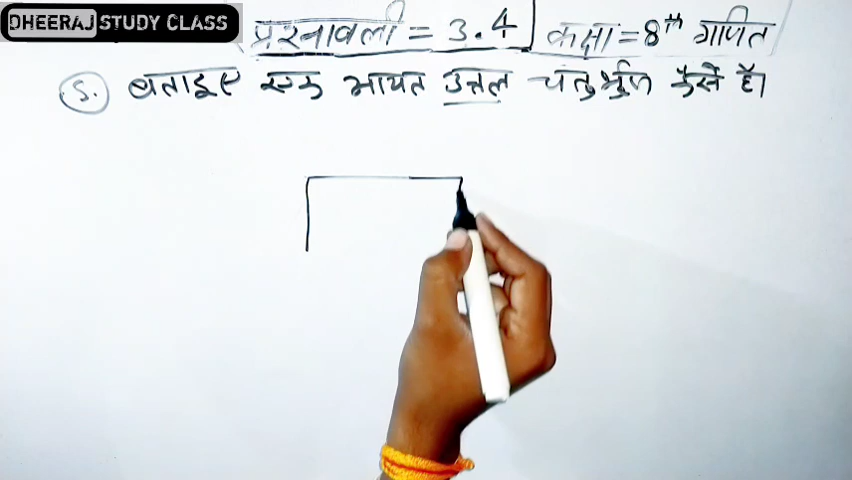 DHEERAJ STUDY CLASS
प्रश्नावली = 3.4 कक्षा = 8th गणित
5. बताइए एक आयत उत्तल चतुर्भुज कैसे है।